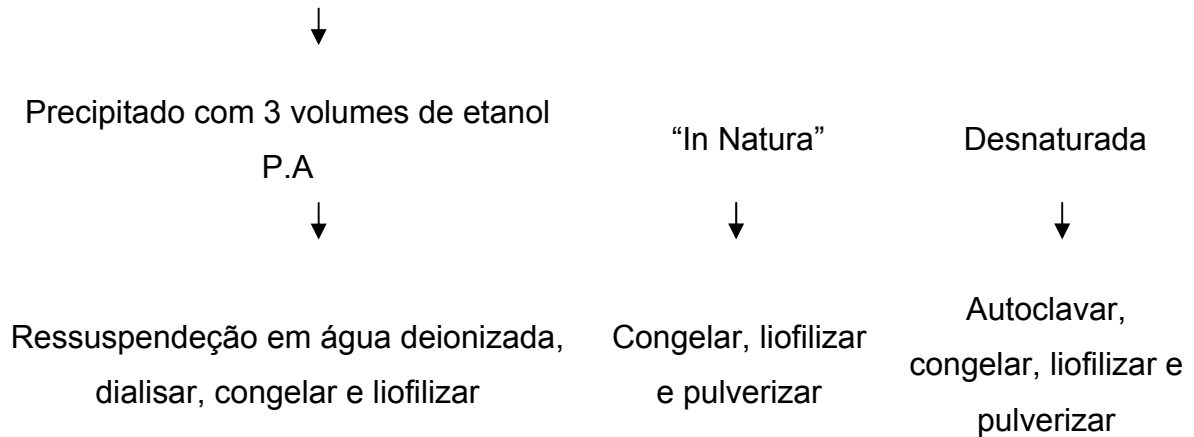 Precipitado com 3 volumes de etanol
P.A
“In Natura”
Desnaturada
Ressuspendeção em água deionizada,
dialisar, congelar e liofilizar
Congelar, liofilizar
e pulverizar
Autoclavar,
congelar, liofilizar e
pulverizar